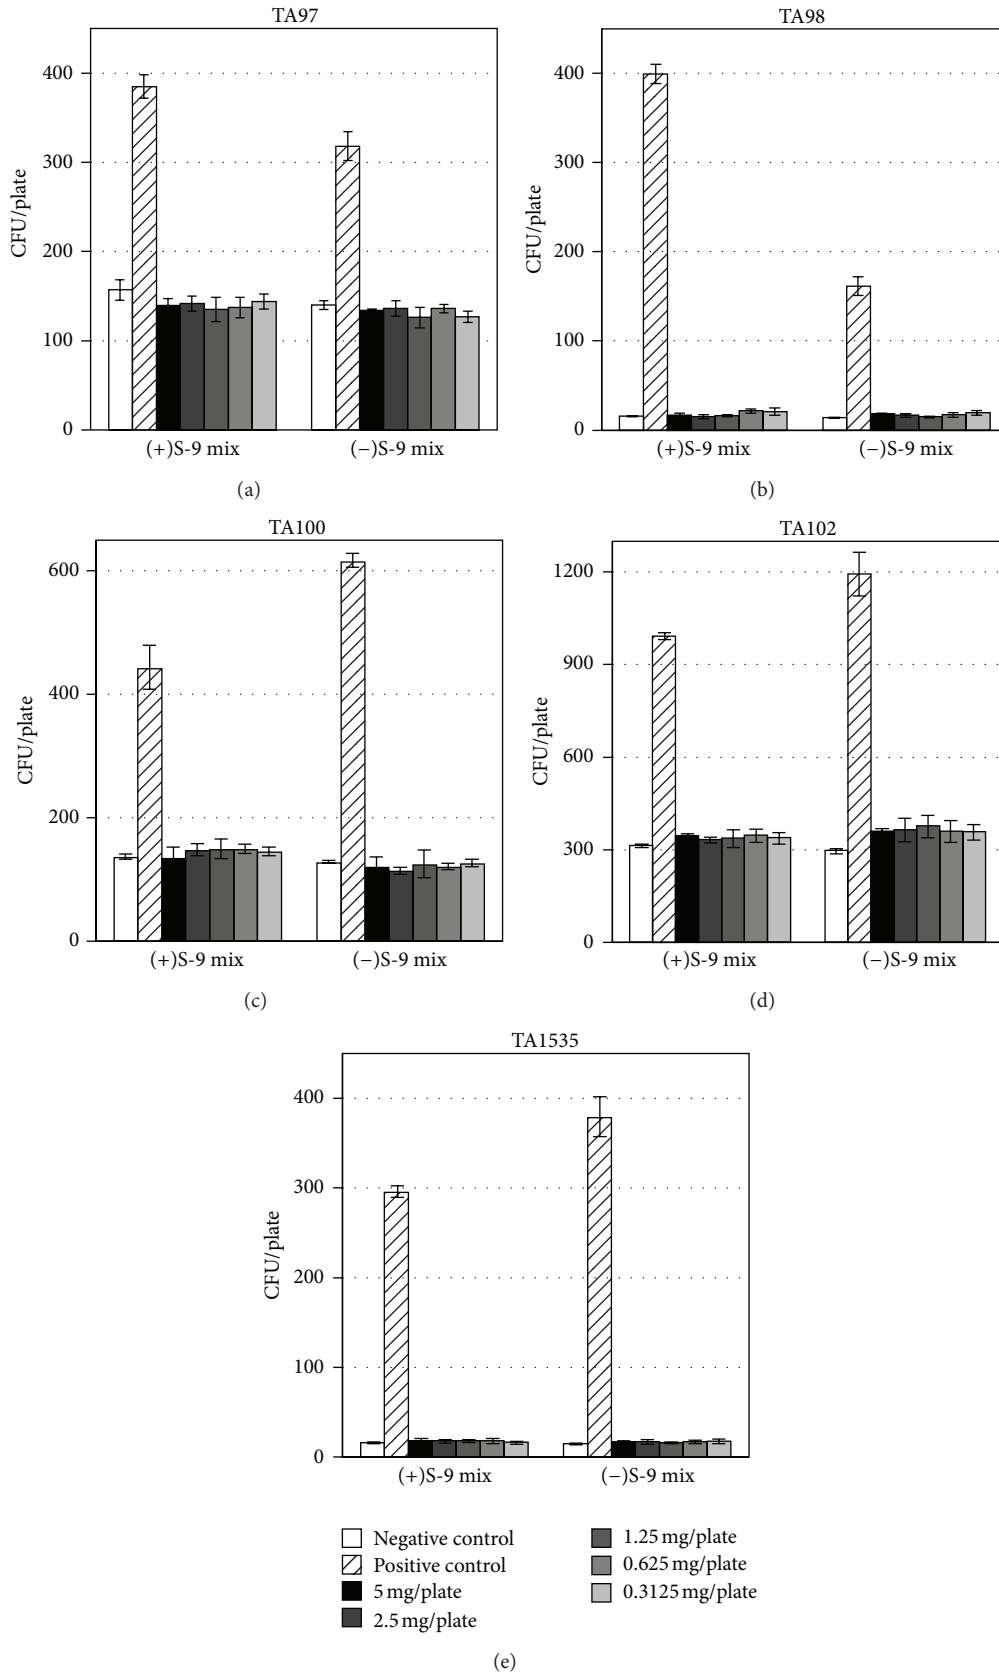 TA97
CFU/plate
400
300
200
100
0
(+)S-9 mix
(−)S-9 mix
(a)
TA98
CFU/plate
400
300
200
100
0
(+)S-9 mix
(−)S-9 mix
(b)
TA100
CFU/plate
600
400
200
0
(+)S-9 mix
(−)S-9 mix
(c)
TA102
CFU/plate
1200
900
600
300
0
(+)S-9 mix
(−)S-9 mix
(d)
TA1535
CFU/plate
400
300
200
100
0
(+)S-9 mix
(−)S-9 mix
Negative control
Positive control
5 mg/plate
2.5 mg/plate
1.25 mg/plate
0.625 mg/plate
0.3125 mg/plate
(e)